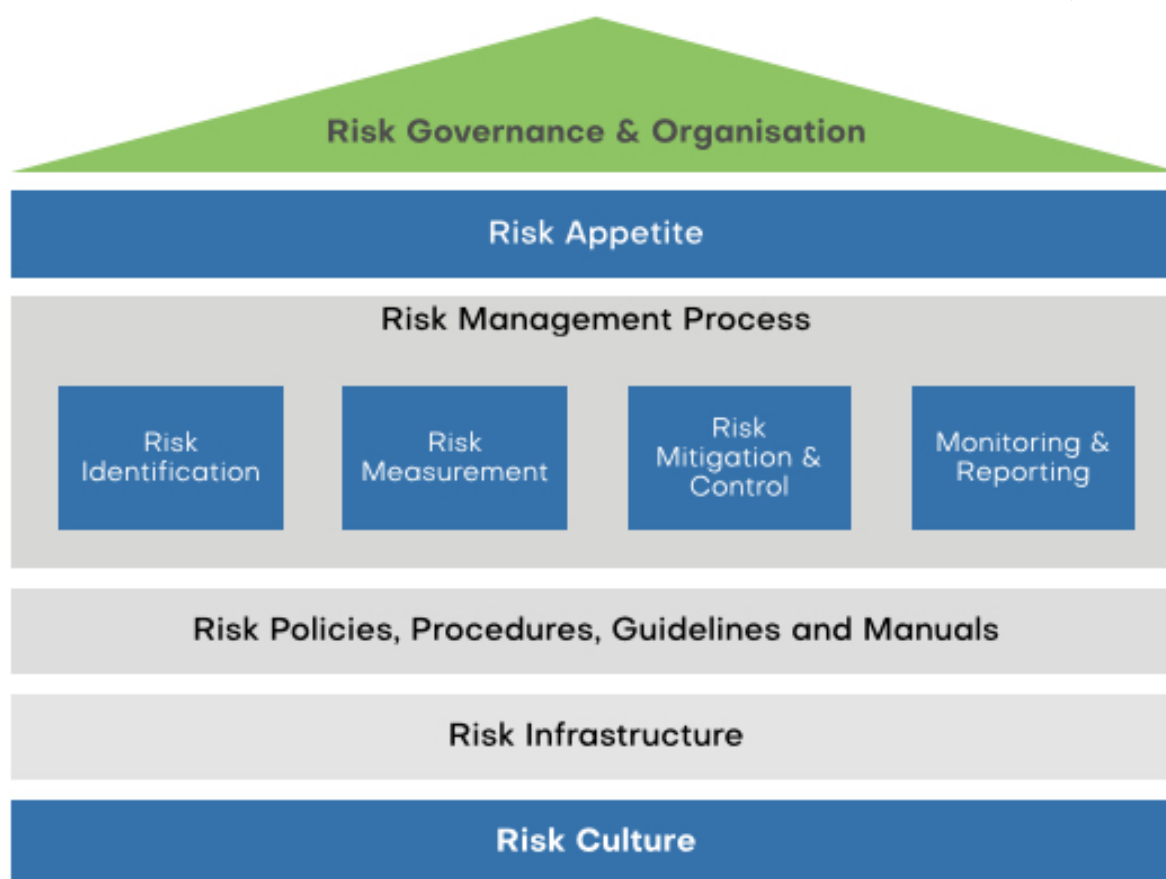 Risk Governance & Organisation
Risk Appetite
Risk Management Process
Risk
Identification
Risk
Measurement
Risk
Mitigation &
Control
Monitoring &
Reporting
Risk Policies, Procedures, Guidelines and Manuals
Risk Infrastructure
Risk Culture